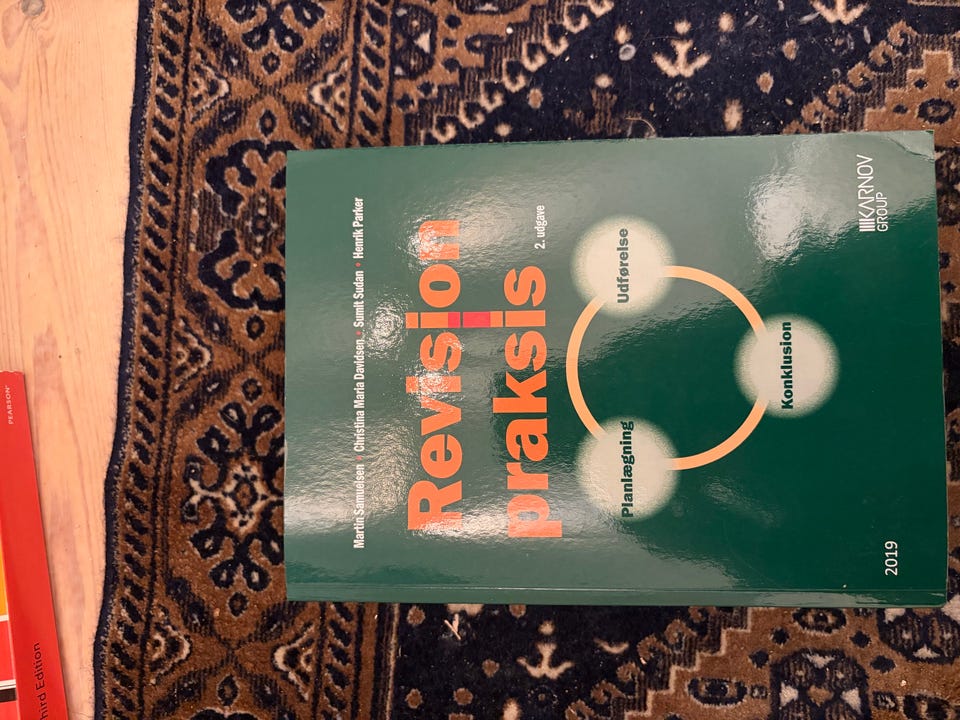 Martin Samuelsen • Christina Maria Davidsen • Sumit Sudan • Henrik Parker
Revision
i
praksis
2. udgave
Planlægning
Udførelse
Konklusion
2019
KARNOV
GROUP
PEARSON
hird Edition